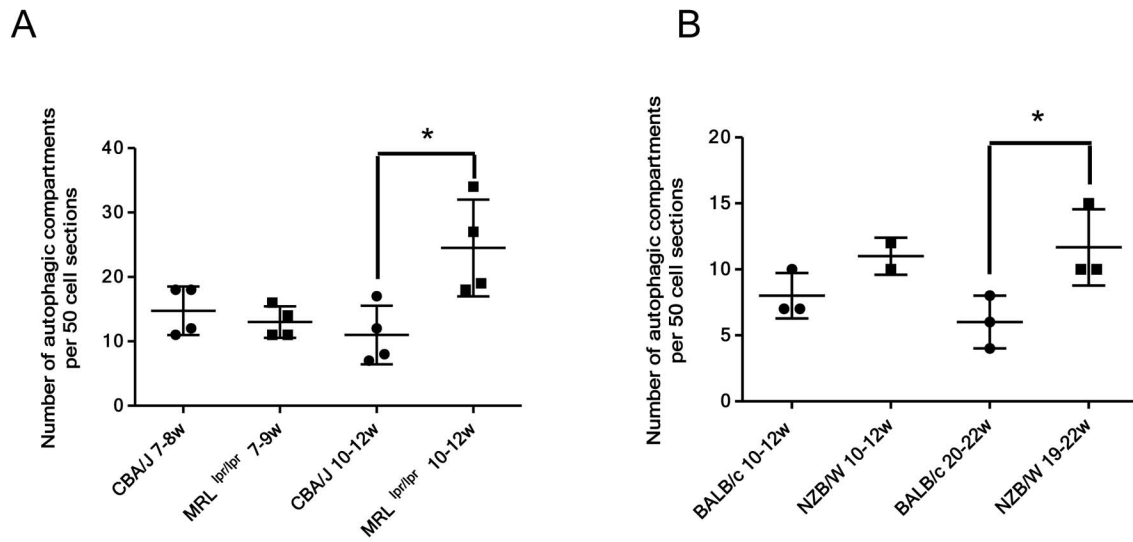 A
Number of autophagic compartments
per 50 cell sections
40
30
20
10
0
*
CBA/J 7-8w
MRL lpr/lpr 7-9w
CBA/J 10-12w
MRL lpr/lpr 10-12w
B
Number of autophagic compartments
per 50 cell sections
20
15
10
5
0
*
BALB/c 10-12w
NZB/W 10-12w
BALB/c 20-22w
NZB/W 19-22w